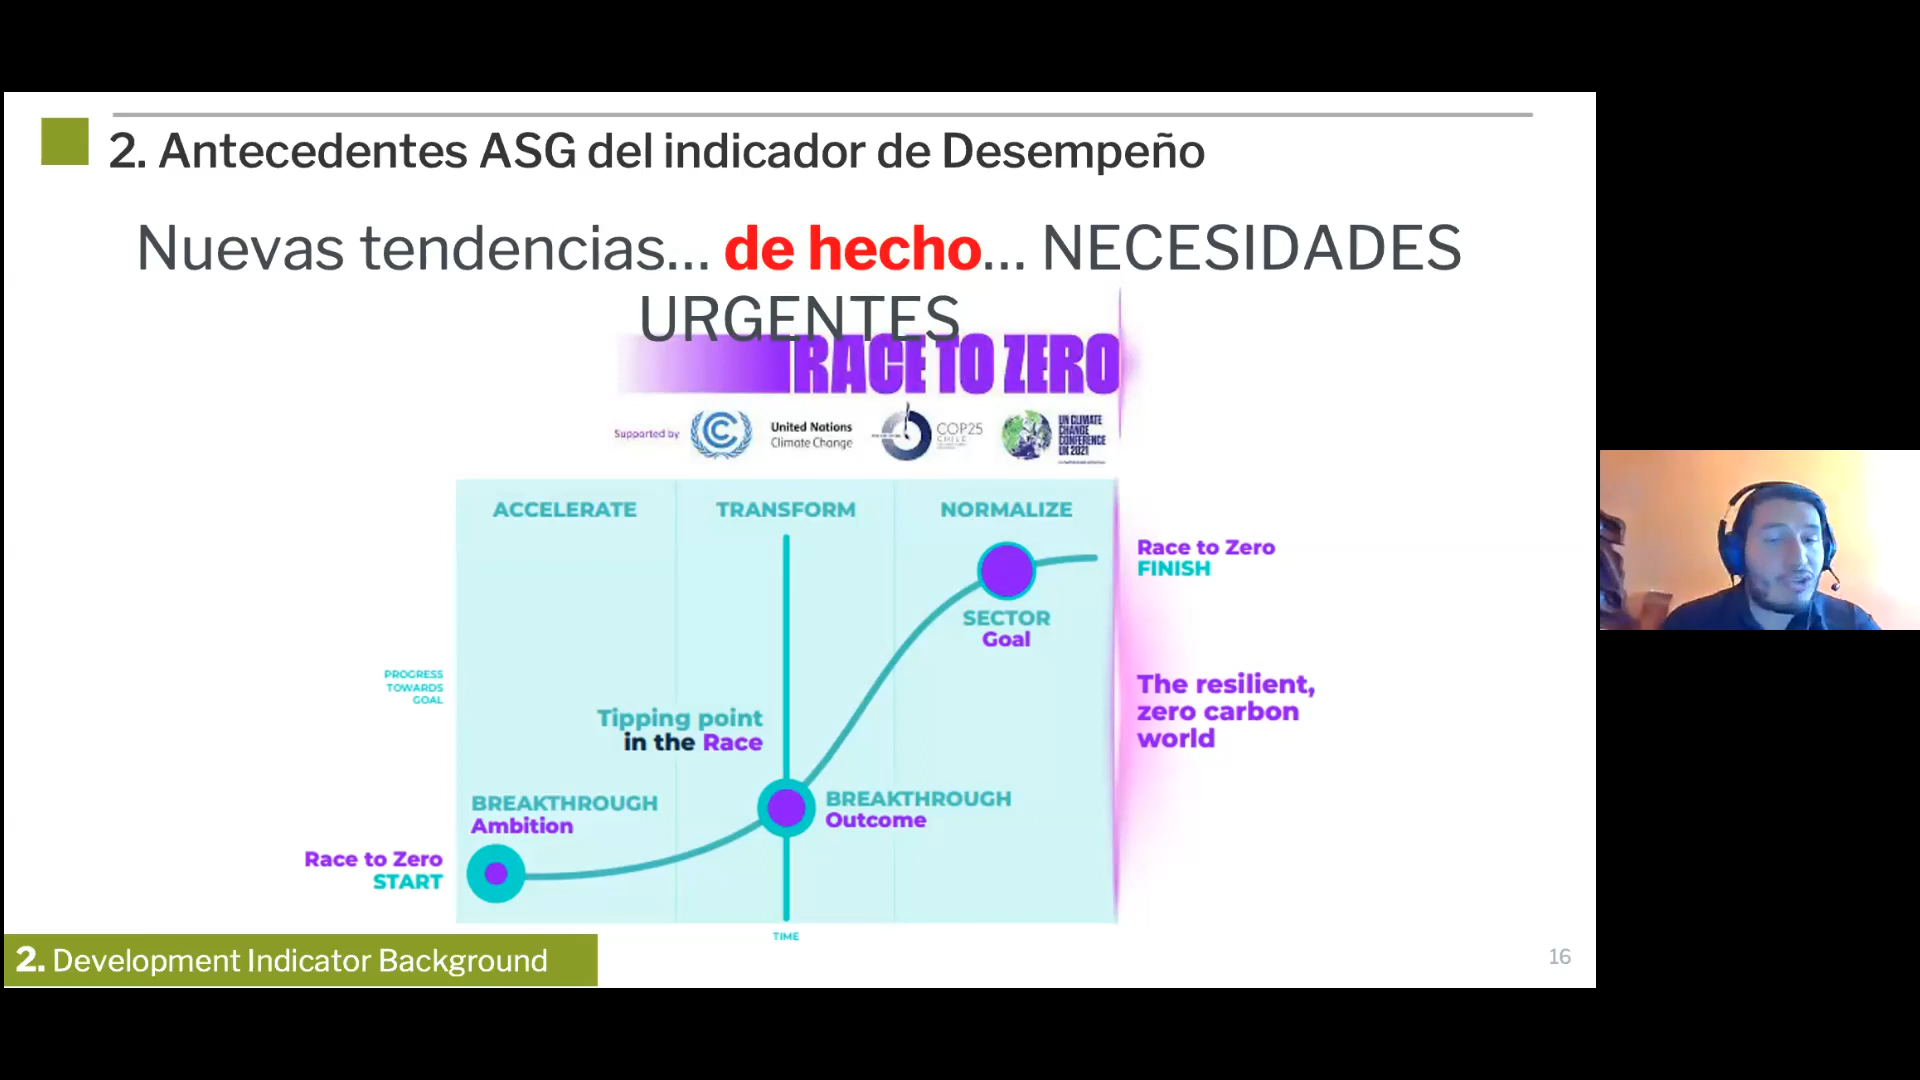 2. Antecedentes ASG del indicador de Desempeño
Nuevas tendencias... de hecho... NECESIDADES
URGENTES
RACE TO ZERO
Supported by
United Nations
Climate Change
COP25
CHILE
UN CLIMATE
CHANGE
CONFERENCE
UK 2021
ACCELERATE
TRANSFORM
NORMALIZE
Race to Zero
FINISH
SECTOR
Goal
PROGRESS
TOWARDS
GOAL
The resilient,
zero carbon
world
Tipping point
in the Race
BREAKTHROUGH
Ambition
BREAKTHROUGH
Outcome
Race to Zero
START
TIME
2. Development Indicator Background
16